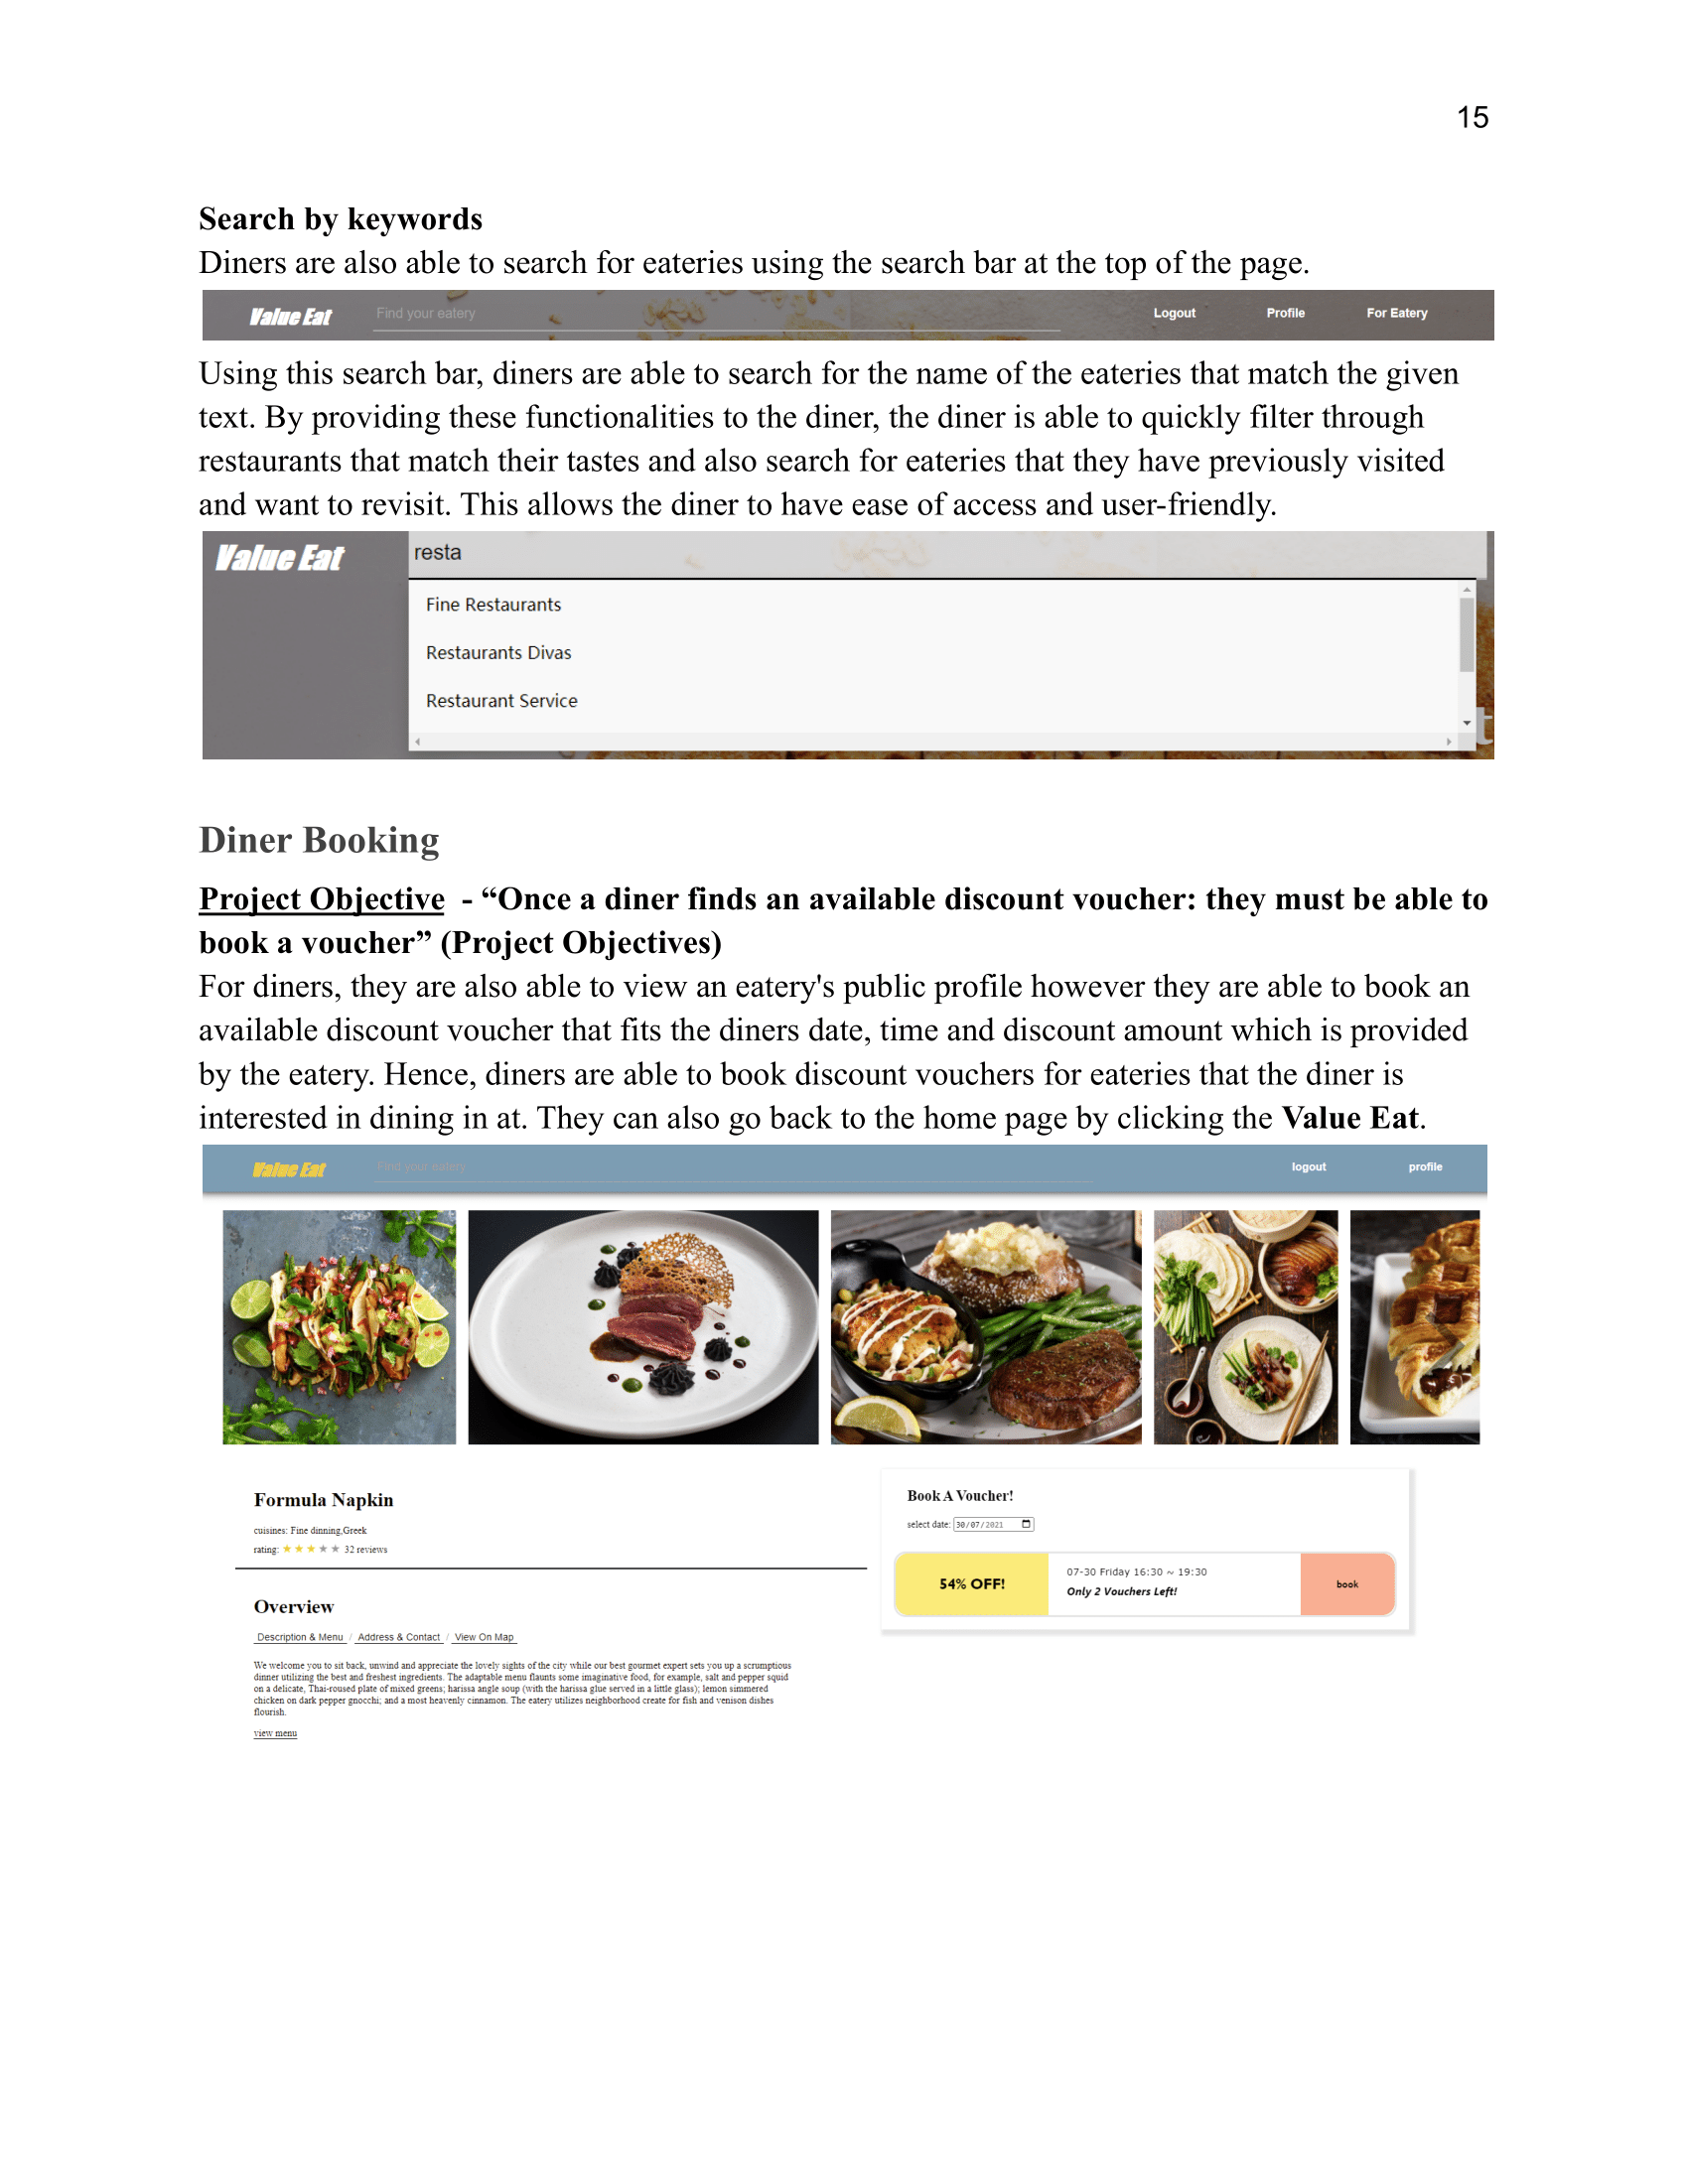 15
Search by keywords
Diners are also able to search for eateries using the search bar at the top of the page.
Value Eat Find your eatery Logout Profile For Eatery
Using this search bar, diners are able to search for the name of the eateries that match the given
text. By providing these functionalities to the diner, the diner is able to quickly filter through
restaurants that match their tastes and also search for eateries that they have previously visited
and want to revisit. This allows the diner to have ease of access and user-friendly.
Value Eat resta
Fine Restaurants
Restaurants Divas
Restaurant Service
t
Diner Booking
Project Objective - “Once a diner finds an available discount voucher: they must be able to
book a voucher” (Project Objectives)
For diners, they are also able to view an eatery's public profile however they are able to book an
available discount voucher that fits the diners date, time and discount amount which is provided
by the eatery. Hence, diners are able to book discount vouchers for eateries that the diner is
interested in dining in at. They can also go back to the home page by clicking the Value Eat.
Value Eat Find your eatery logout profile
Formula Napkin
cuisines: Fine dinning,Greek
rating: ★★★★★ 32 reviews
Overview
Description & Menu / Address & Contact / View On Map
We welcome you to sit back, unwind and appreciate the lovely sights of the city while our best gourmet expert sets you up a scrumptious
dinner utilizing the best and freshest ingredients. The adaptable menu flaunts some imaginative food, for example, salt and pepper squid
on a delicate, Thai-roused plate of mixed greens; harissa angle soup (with the harissa glue served in a little glass); lemon simmered
chicken on dark pepper gnocchi; and a most heavenly cinnamon. The eatery utilizes neighborhood create for fish and venison dishes
flourish.
view menu
Book A Voucher!
select date: 30/07/2021
54% OFF!
07-30 Friday 16:30 ~ 19:30
Only 2 Vouchers Left!
book